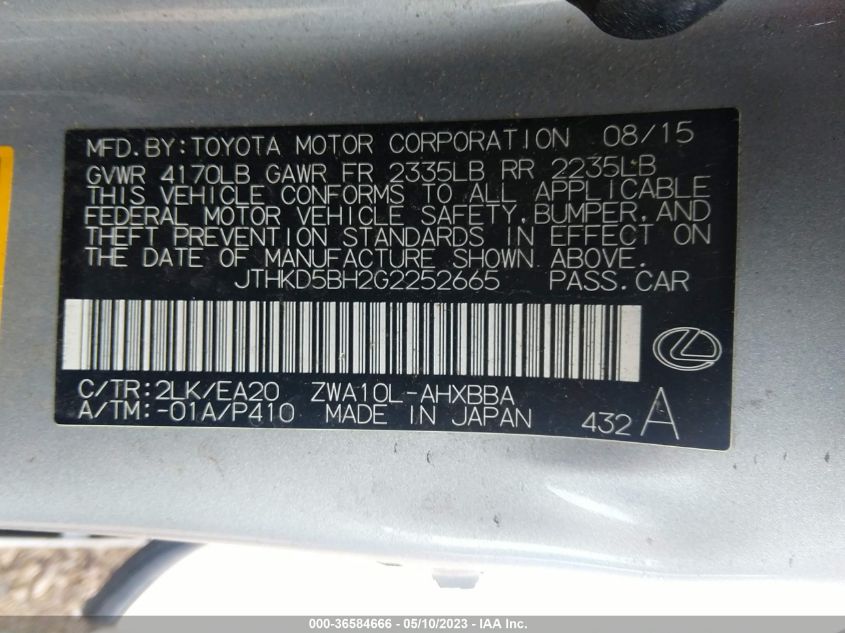 MFD.BY:TOYOTA MOTOR CORPORATION 08/15
GVWR 4170LB GAWR FR 2335LB RR 2235LB
THIS VEHICLE CONFORMS TO ALL APPLICABLE
FEDERAL MOTOR VEHICLE SAFETY,BUMPER,AND
THEFT PREVENTION STANDARDS IN EFFECT ON
THE DATE OF MANUFACTURE SHOWN ABOVE.
JTHKD5BH2G2252665 PASS.CAR
C/TR:2LK/EA20 ZWA10L-AHXBBA
A/TM:-01A/P410 MADE IN JAPAN 432 A
000-36584666 - 05/10/2023 - IAA Inc.